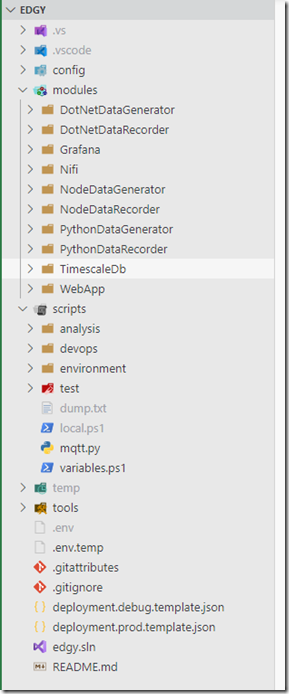 EDGY
.vs
.vscode
config
modules
DotNetDataGenerator
DotNetDataRecorder
Grafana
Nifi
NodeDataGenerator
NodeDataRecorder
PythonDataGenerator
PythonDataRecorder
TimescaleDb
WebApp
scripts
analysis
devops
environment
test
dump.txt
local.ps1
mqtt.py
variables.ps1
temp
tools
.env
.env.temp
.gitattributes
.gitignore
deployment.debug.template.json
deployment.prod.template.json
edgy.sln
README.md